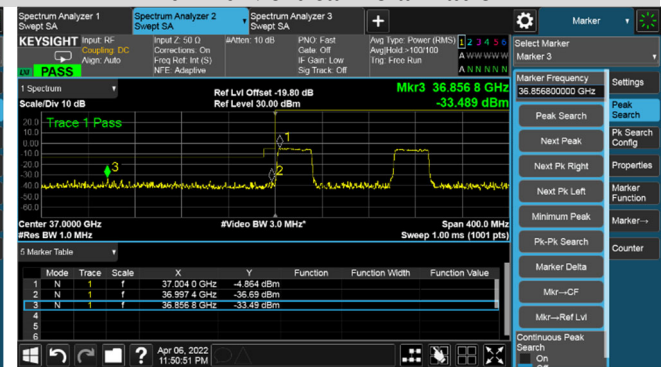 Spectrum Analyzer 1
Swept SA
Spectrum Analyzer 2
Swept SA
Spectrum Analyzer 3
Swept SA
+
Marker
KEYSIGHT
Input: RF
Coupling: DC
Align: Auto
Input Z: 50 Ω
Corrections: On
Freq Ref: Int (S)
NFE: Adaptive
#Atten: 10 dB
PNO: Fast
Gate: Off
IF Gain: Low
Sig Track: Off
Avg Type: Power (RMS)
Avg|Hold: >100/100
Trig: Free Run
1 2 3 4 5 6
A W W W W W
A N N N N N
PASS
Select Marker
Marker 3
1 Spectrum
Scale/Div 10 dB
Ref Lvl Offset -19.80 dB
Ref Level 30.00 dBm
Mkr3 36.856 8 GHz
-33.489 dBm
Trace 1 Pass
20.0
10.0
0.00
-10.0
-20.0
-30.0
-40.0
-50.0
-60.0
1
2
3
Center 37.0000 GHz
#Res BW 1.0 MHz
#Video BW 3.0 MHz*
Span 400.0 MHz
Sweep 1.00 ms (1001 pts)
5 Marker Table
Mode Trace Scale X Y Function Function Width Function Value
1 N 1 f 37.004 0 GHz -4.864 dBm
2 N 1 f 36.997 4 GHz -36.69 dBm
3 N 1 f 36.856 8 GHz -33.49 dBm
4
5
6
Marker Frequency
36.856800000 GHz
Peak Search
Next Peak
Next Pk Right
Next Pk Left
Minimum Peak
Pk-Pk Search
Marker Delta
Mkr→CF
Mkr→Ref Lvl
Continuous Peak
Search
On
Off
Settings
Peak
Search
Pk Search
Config
Properties
Marker
Function
Marker→
Counter
?
Apr 06, 2022
11:50:51 PM